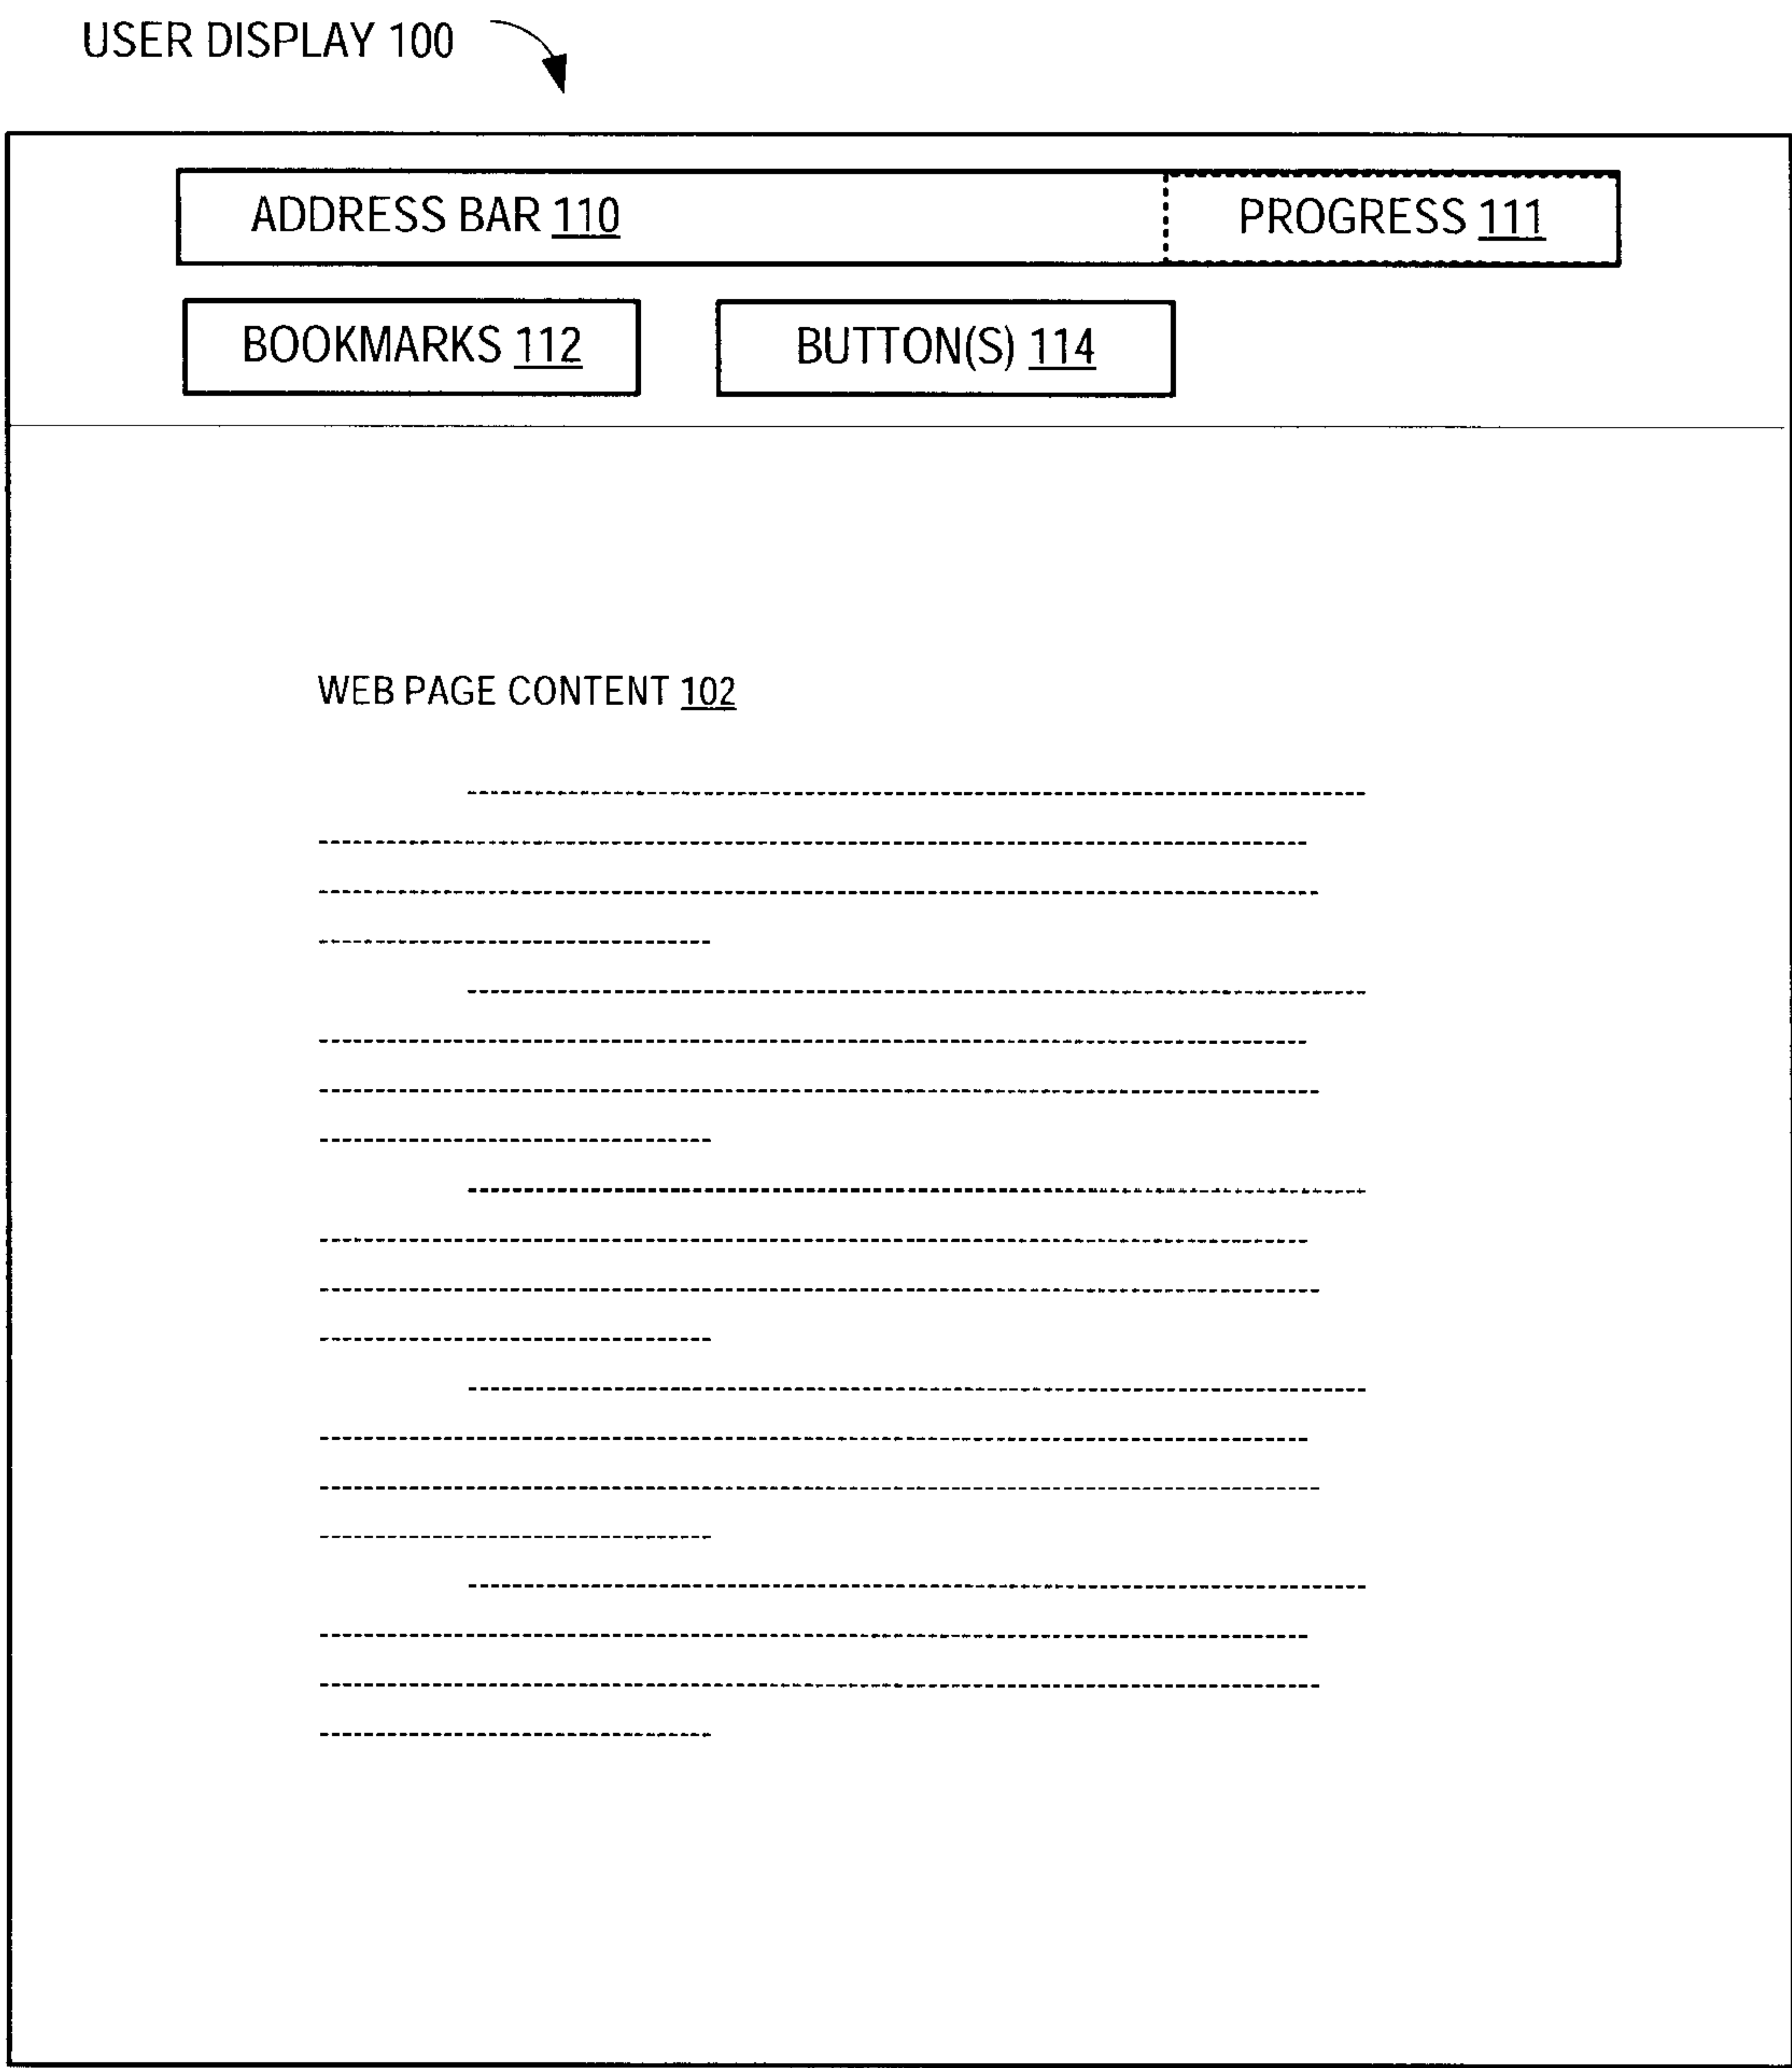 USER DISPLAY 100
ADDRESS BAR 110 PROGRESS 111
BOOKMARKS 112 BUTTON(S) 114
WEB PAGE CONTENT 102